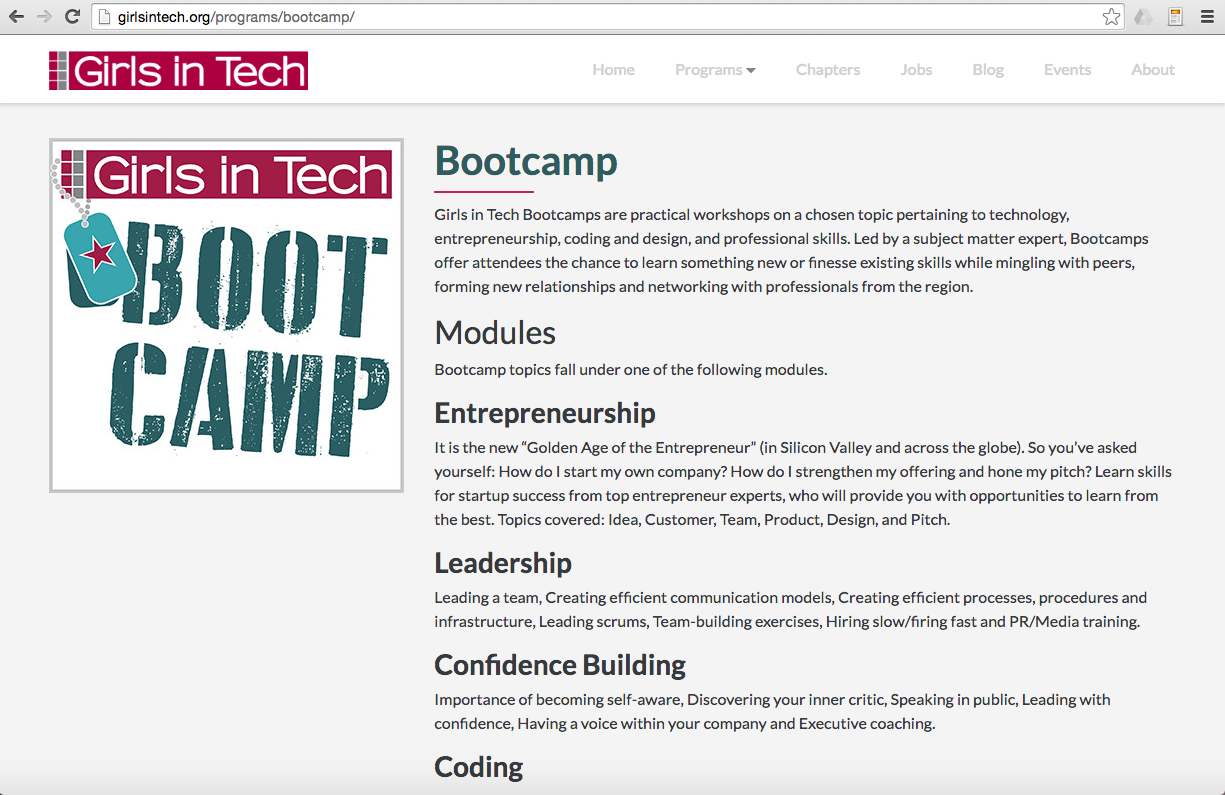 girlsintech.org/programs/bootcamp/
Girls in Tech
Home Programs Chapters Jobs Blog Events About
Girls in Tech
BOOT
CAMP
Bootcamp
Girls in Tech Bootcamps are practical workshops on a chosen topic pertaining to technology,
entrepreneurship, coding and design, and professional skills. Led by a subject matter expert, Bootcamps
offer attendees the chance to learn something new or finesse existing skills while mingling with peers,
forming new relationships and networking with professionals from the region.
Modules
Bootcamp topics fall under one of the following modules.
Entrepreneurship
It is the new “Golden Age of the Entrepreneur” (in Silicon Valley and across the globe). So you’ve asked
yourself: How do I start my own company? How do I strengthen my offering and hone my pitch? Learn skills
for startup success from top entrepreneur experts, who will provide you with opportunities to learn from
the best. Topics covered: Idea, Customer, Team, Product, Design, and Pitch.
Leadership
Leading a team, Creating efficient communication models, Creating efficient processes, procedures and
infrastructure, Leading scrums, Team-building exercises, Hiring slow/firing fast and PR/Media training.
Confidence Building
Importance of becoming self-aware, Discovering your inner critic, Speaking in public, Leading with
confidence, Having a voice within your company and Executive coaching.
Coding